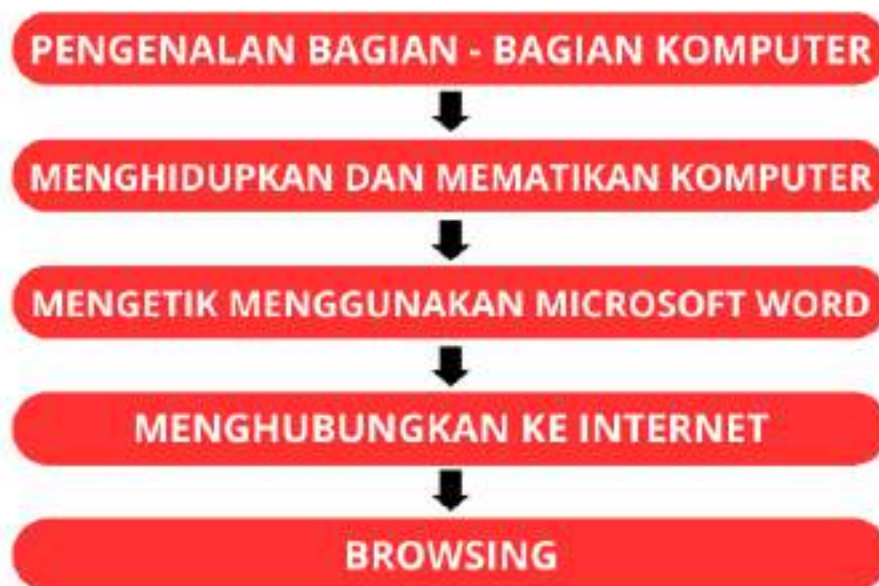 PENGENALAN BAGIAN - BAGIAN KOMPUTER
MENGHIDUPKAN DAN MEMATIKAN KOMPUTER
MENGETIK MENGGUNAKAN MICROSOFT WORD
MENGHUBUNGKAN KE INTERNET
BROWSING